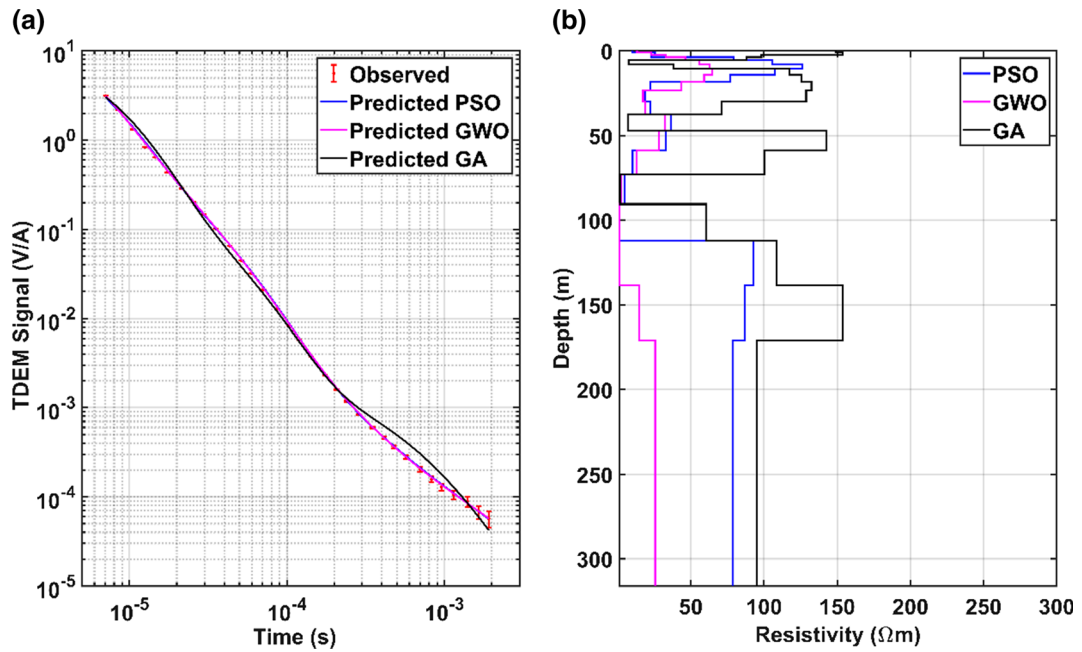 (a)
10^1
10^0
10^-1
10^-2
10^-3
10^-4
10^-5
TDEM Signal (V/A)
10^-5
10^-4
10^-3
Time (s)
Observed
Predicted PSO
Predicted GWO
Predicted GA
(b)
0
50
100
150
200
250
300
Depth (m)
50
100
150
200
250
300
Resistivity (Ωm)
PSO
GWO
GA